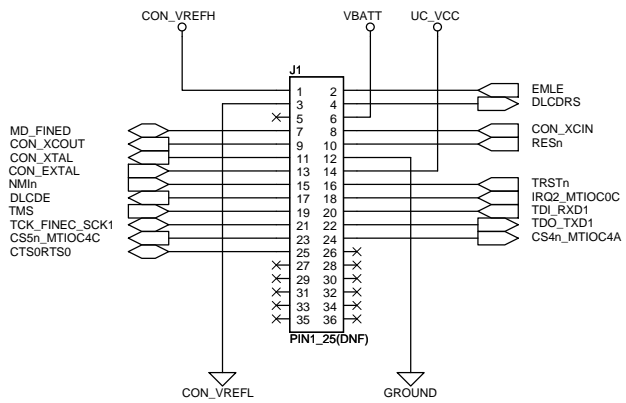 CON_VREFH
VBATT
UC_VCC
J1
1 2 EMLE
3 4 DLCDRS
5 6
MD_FINED 7 8 CON_XCIN
CON_XCOUT 9 10 RESn
CON_XTAL 11 12
CON_EXTAL 13 14
NMIn 15 16 TRSTn
DLCDE 17 18 IRQ2_MTIOC0C
TMS 19 20 TDI_RXD1
TCK_FINEC_SCK1 21 22 TDO_TXD1
CS5n_MTIOC4C 23 24 CS4n_MTIOC4A
CTS0RTS0 25 26
27 28
29 30
31 32
33 34
35 36
PIN1_25(DNF)
CON_VREFL
GROUND